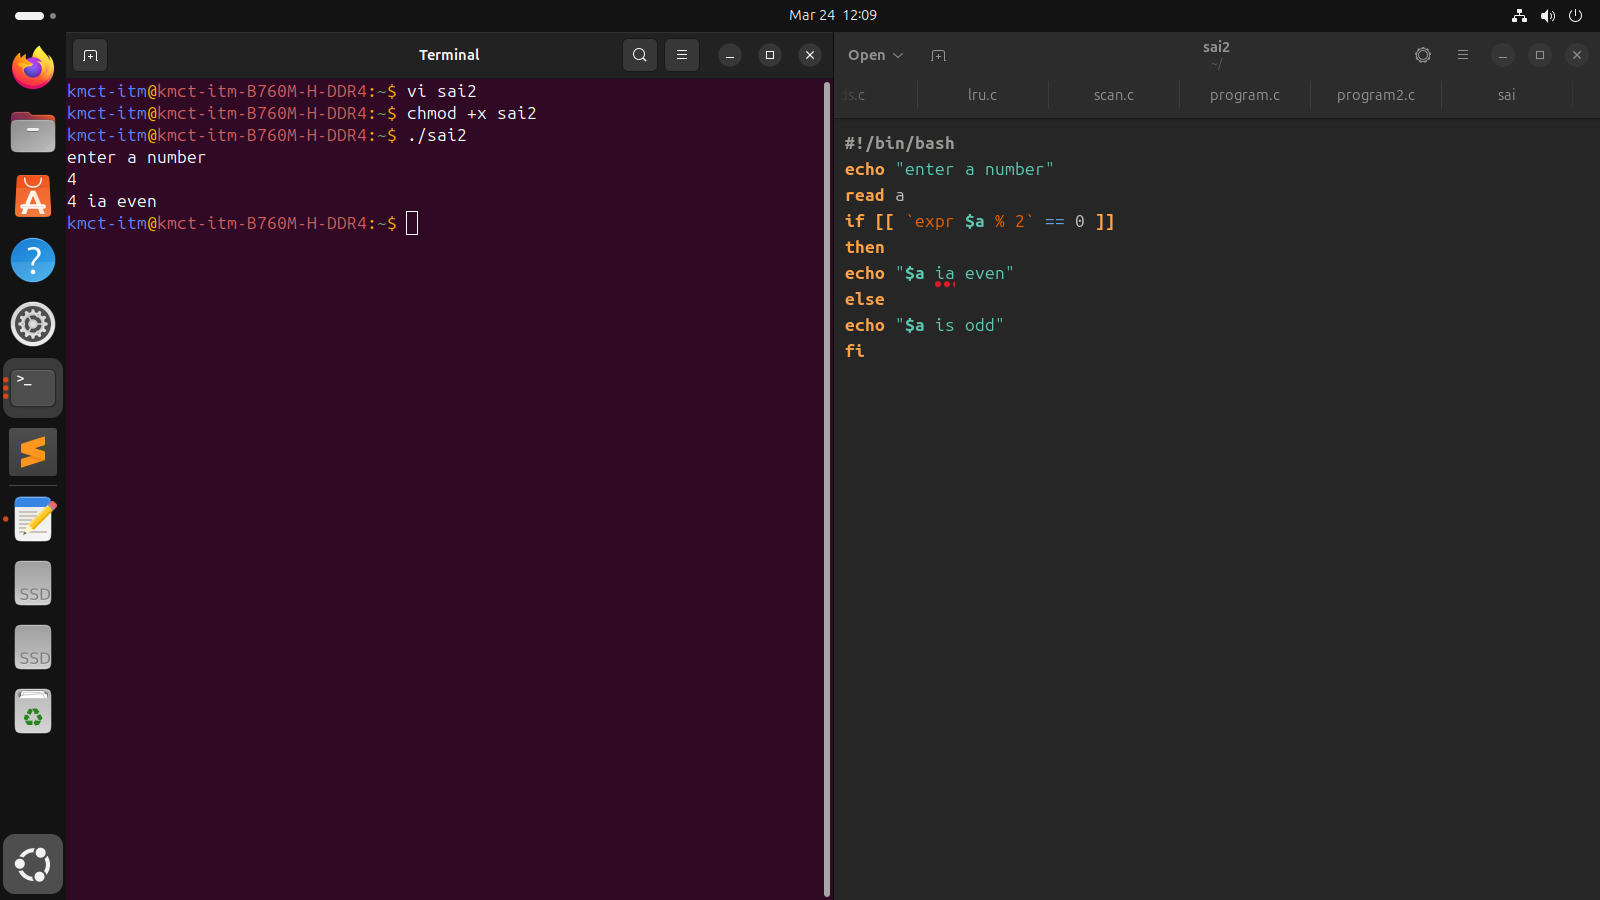 Mar 24 12:09
Terminal
kmct-itm@kmct-itm-B760M-H-DDR4:~$ vi sai2
kmct-itm@kmct-itm-B760M-H-DDR4:~$ chmod +x sai2
kmct-itm@kmct-itm-B760M-H-DDR4:~$ ./sai2
enter a number
4
4 ia even
kmct-itm@kmct-itm-B760M-H-DDR4:~$
>_
SSD
SSD
Open
sai2
~/
ds.c
lru.c
scan.c
program.c
program2.c
sai
#!/bin/bash
echo "enter a number"
read a
if [[ `expr $a % 2` == 0 ]]
then
echo "$a ia even"
else
echo "$a is odd"
fi